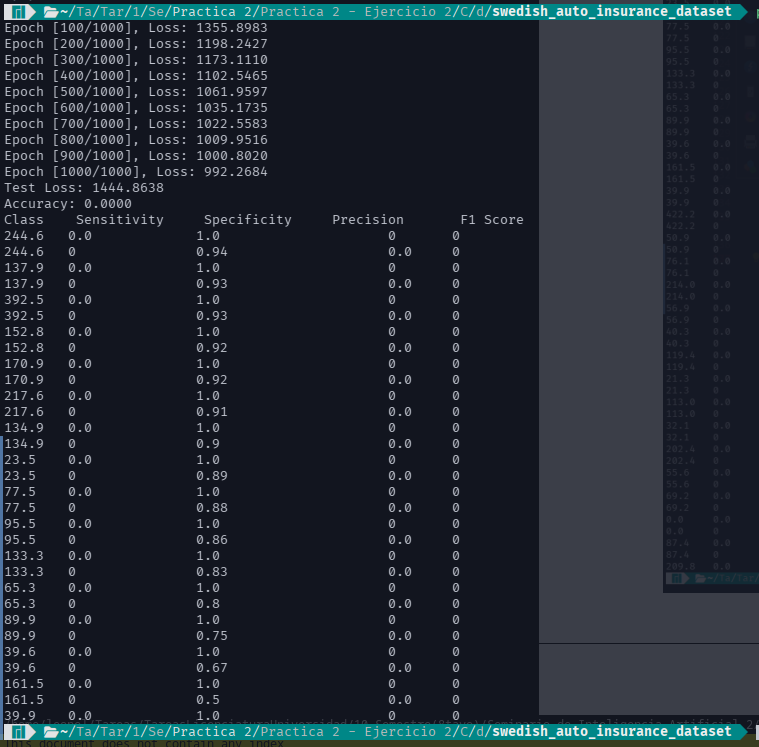 ~/Ta/Tar/1/Se/Practica 2/Practica 2 - Ejercicio 2/C/d/swedish_auto_insurance_dataset
Epoch [100/1000], Loss: 1355.8983
Epoch [200/1000], Loss: 1198.2427
Epoch [300/1000], Loss: 1173.1110
Epoch [400/1000], Loss: 1102.5465
Epoch [500/1000], Loss: 1061.9597
Epoch [600/1000], Loss: 1035.1735
Epoch [700/1000], Loss: 1022.5583
Epoch [800/1000], Loss: 1009.9516
Epoch [900/1000], Loss: 1000.8020
Epoch [1000/1000], Loss: 992.2684
Test Loss: 1444.8638
Accuracy: 0.0000
Class Sensitivity Specificity Precision F1 Score
244.6 0.0 1.0 0 0
244.6 0 0.94 0.0 0
137.9 0.0 1.0 0 0
137.9 0 0.93 0.0 0
392.5 0.0 1.0 0 0
392.5 0 0.93 0.0 0
152.8 0.0 1.0 0 0
152.8 0 0.92 0.0 0
170.9 0.0 1.0 0 0
170.9 0 0.92 0.0 0
217.6 0.0 1.0 0 0
217.6 0 0.91 0.0 0
134.9 0.0 1.0 0 0
134.9 0 0.9 0.0 0
23.5 0.0 1.0 0 0
23.5 0 0.89 0.0 0
77.5 0.0 1.0 0 0
77.5 0 0.88 0.0 0
95.5 0.0 1.0 0 0
95.5 0 0.86 0.0 0
133.3 0.0 1.0 0 0
133.3 0 0.83 0.0 0
65.3 0.0 1.0 0 0
65.3 0 0.8 0.0 0
89.9 0.0 1.0 0 0
89.9 0 0.75 0.0 0
39.6 0.0 1.0 0 0
39.6 0 0.67 0.0 0
161.5 0.0 1.0 0 0
161.5 0 0.5 0.0 0
39.9 0.0 1.0 0 0
~/Ta/Tar/1/Se/Practica 2/Practica 2 - Ejercicio 2/C/d/swedish_auto_insurance_dataset
This document does not contain any index